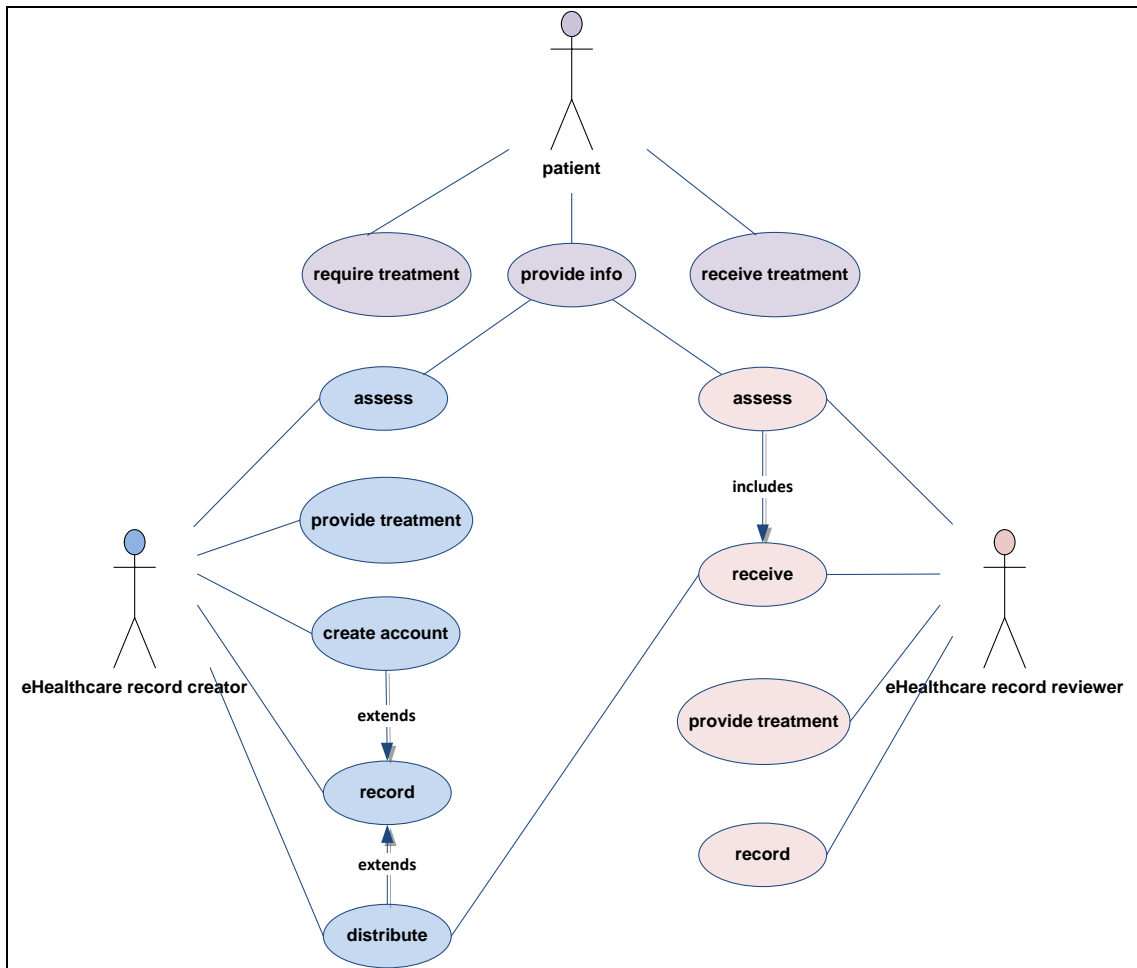 patient
require treatment
provide info
receive treatment
assess
assess
includes
provide treatment
receive
create account
eHealthcare record creator
eHealthcare record reviewer
extends
provide treatment
record
record
extends
distribute